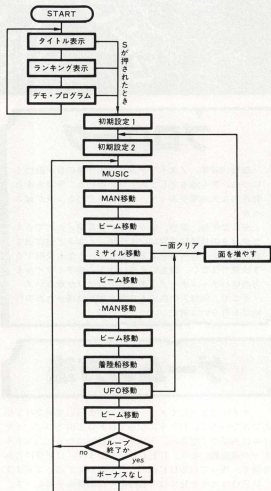 START
タイトル表示
ランキング表示
デモ・プログラム
Sが押されたとき
初期設定1
初期設定2
MUSIC
MAN移動
ビーム移動
ミサイル移動
一面クリア
面を増やす
ビーム移動
MAN移動
ビーム移動
着陸船移動
UFO移動
ビーム移動
ループ
終了か
no
yes
ボーナスなし